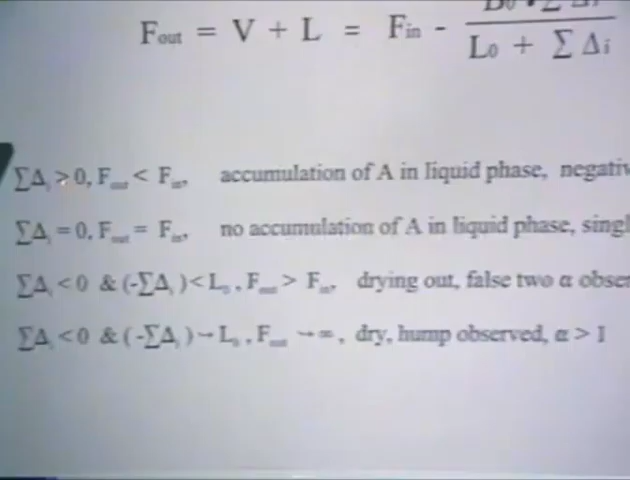 Fout = V + L = Fin - L0 + ∑ Δi
∑Δi > 0, Fout < Fin, accumulation of A in liquid phase, negativ
∑Δi = 0, Fout = Fin, no accumulation of A in liquid phase, singl
∑Δi < 0 & (-∑Δi) < L0, Fout > Fin, drying out, false two α obser
∑Δi < 0 & (-∑Δi) → L0, Fout → ∞, dry, hump observed, α > 1